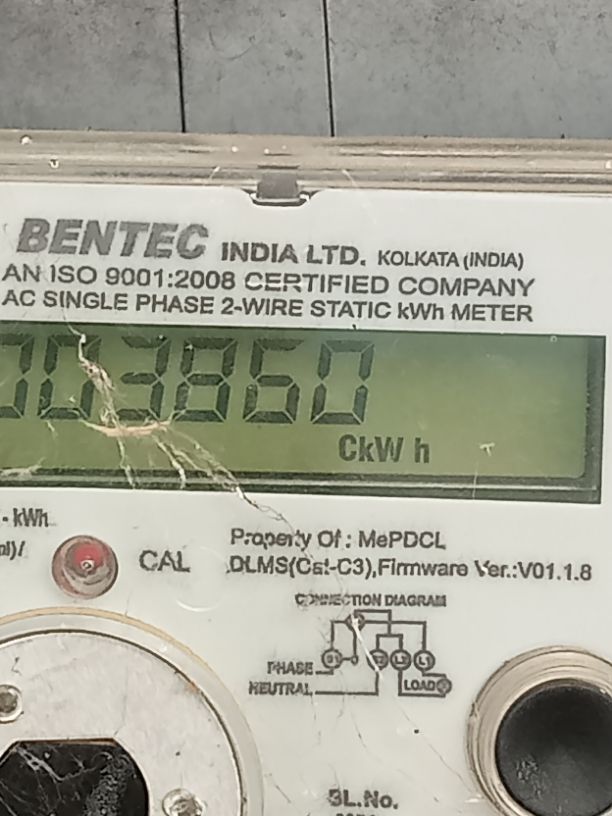 BENTEC INDIA LTD. KOLKATA (INDIA)
AN ISO 9001:2008 CERTIFIED COMPANY
AC SINGLE PHASE 2-WIRE STATIC kWh METER
003860
CkW h
- kWh
CAL
Property Of : MePDCL
DLMS(Cat-C3),Firmware Ver.:V01.1.8
CONNECTION DIAGRAM
PHASE
NEUTRAL
LOAD
SL.No.